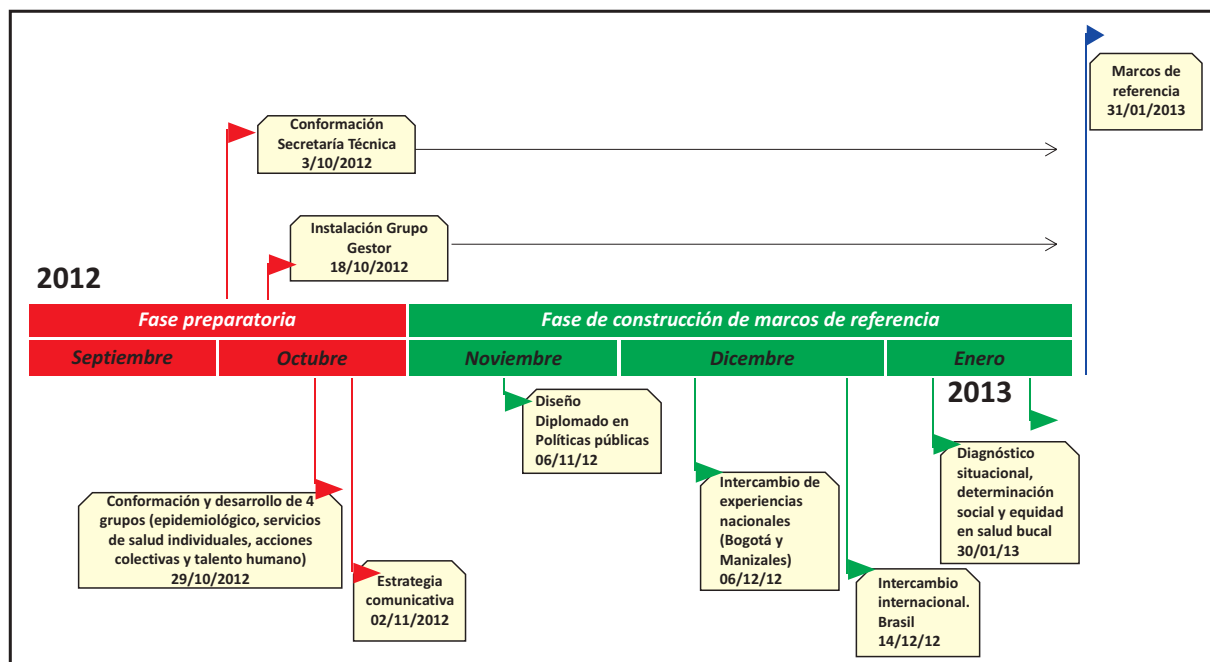 Marcos de
referencia
31/01/2013
Conformación
Secretaría Técnica
3/10/2012
Instalación Grupo
Gestor
18/10/2012
2012
Fase preparatoria
Fase de construcción de marcos de referencia
Septiembre
Octubre
Noviembre
Diciembre
Enero
2013
Diseño
Diplomado en
Políticas públicas
06/11/12
Conformación y desarrollo de 4
grupos (epidemiológico, servicios
de salud individuales, acciones
colectivas y talento humano)
29/10/2012
Estrategia
comunicativa
02/11/2012
Intercambio de
experiencias
nacionales
(Bogotá y
Manizales)
06/12/12
Intercambio
internacional.
Brasil
14/12/12
Diagnóstico
situacional,
determinación
social y equidad
en salud bucal
30/01/13